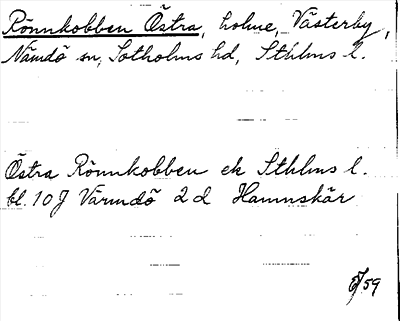 Rönnkobben Östra, holme, Västerby,
Nämdö sn, Sotholms hd, Sthlms l.
Östra Rönnkobben ek Sthlms l.
bl. 10 J Värmdö 2 d Hamnskär
59